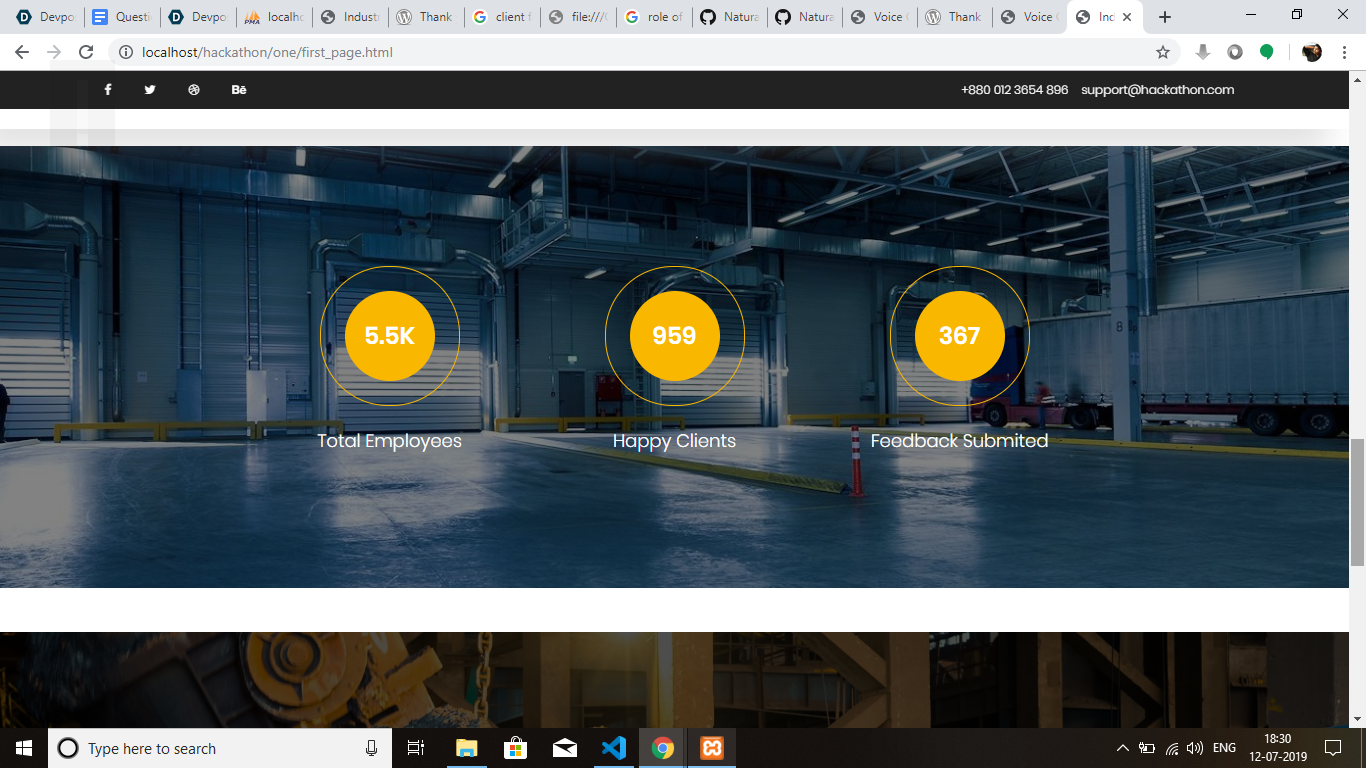 Devpo
Questi
Devpo
localho
Industr
Thank
client f
file:///C
role of
Natura
Natura
Voice C
Thank
Voice C
Inc
localhost/hackathon/one/first_page.html
+880 012 3654 896 support@hackathon.com
5.5K 959 367
Total Employees Happy Clients Feedback Submited
Type here to search
ENG
18:30
12-07-2019